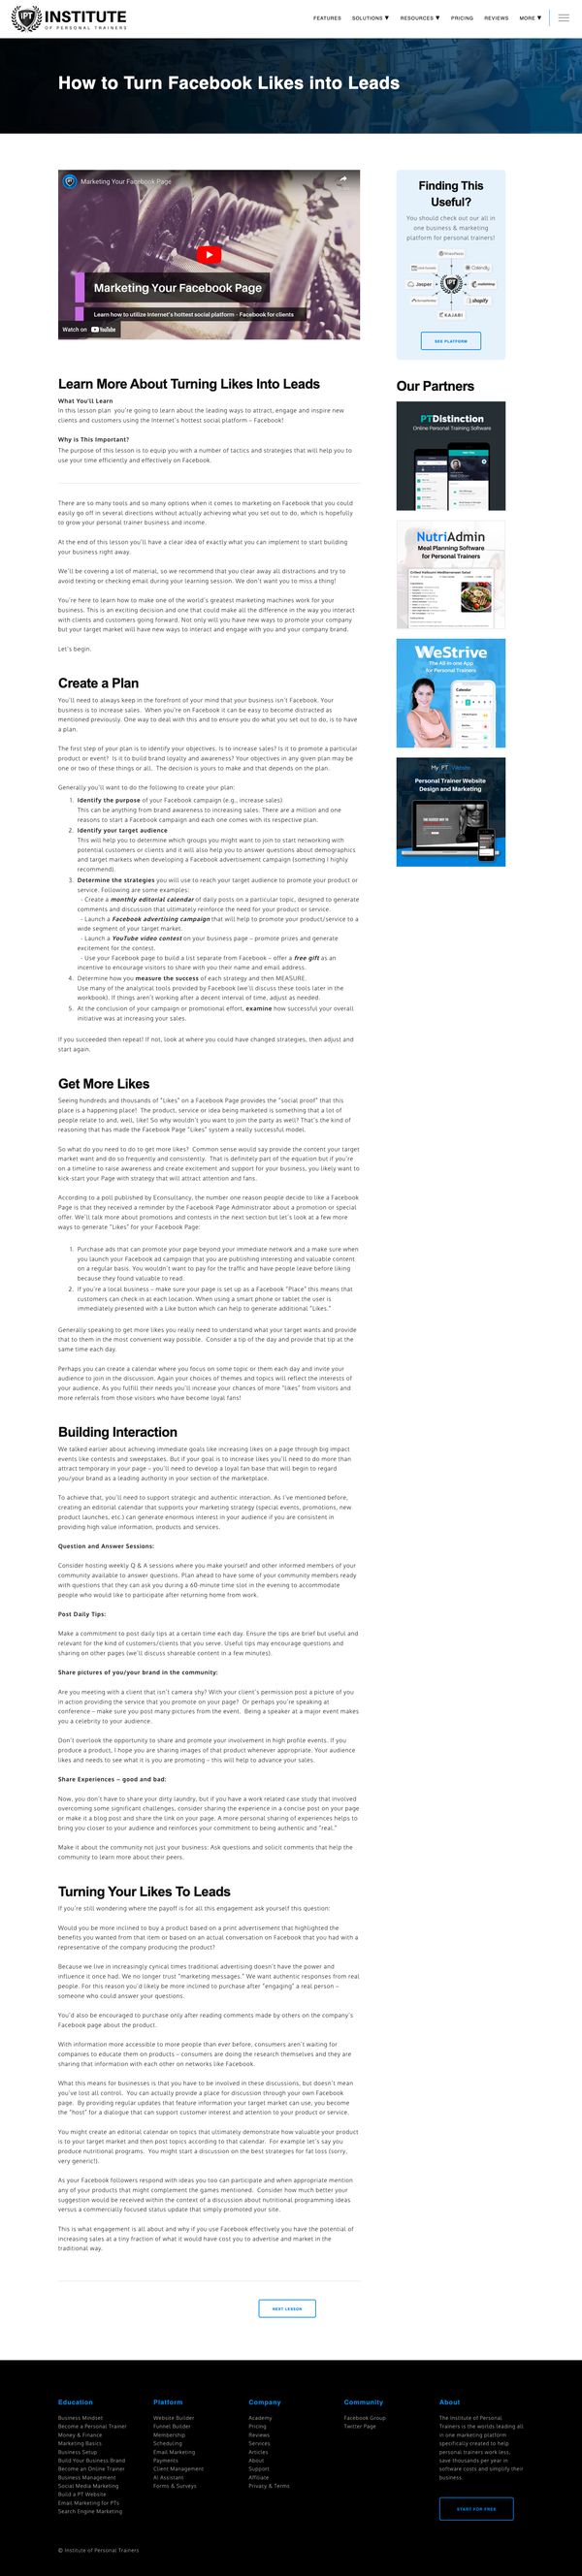 PT INSTITUTE
OF PERSONAL TRAINERS
FEATURES SOLUTIONS ▼ RESOURCES ▼ PRICING REVIEWS MORE ▼
How to Turn Facebook Likes into Leads
Marketing Your Facebook Page
Marketing Your Facebook Page
Learn how to utilize Internet's hottest social platform - Facebook for clients
Watch on YouTube
Finding This
Useful?
You should check out our all in
one business & marketing
platform for personal trainers!
Calendly
Jasper
PT
mailchimp
shopify
KAJABI
SEE PLATFORM
Our Partners
PTDistinction
Online Personal Training Software
NutriAdmin
Meal Planning Software
for Personal Trainers
WeStrive
The All-in-one App
for Personal Trainers
Calendar
My PT Website
Personal Trainer Website
Design and Marketing
Learn More About Turning Likes Into Leads
What You'll Learn
In this lesson plan  you're going to learn about the leading ways to attract, engage and inspire new
clients and customers using the Internet's hottest social platform – Facebook!
Why is This Important?
The purpose of this lesson is to equip you with a number of tactics and strategies that will help you to
use your time efficiently and effectively on Facebook.
There are so many tools and so many options when it comes to marketing on Facebook that you could
easily go off in several directions without actually achieving what you set out to do, which is hopefully
to grow your personal trainer business and income.
At the end of this lesson you'll have a clear idea of exactly what you can implement to start building
your business right away.
We'll be covering a lot of material, so we recommend that you clear away all distractions and try to
avoid texting or checking email during your learning session. We don't want you to miss a thing!
You're here to learn how to make one of the world's greatest marketing machines work for your
business. This is an exciting decision and one that could make all the difference in the way you interact
with clients and customers going forward. Not only will you have new ways to promote your company
but your target market will have new ways to interact and engage with you and your company brand.
Let's begin.
Create a Plan
You'll need to always keep in the forefront of your mind that your business isn't Facebook. Your
business is to increase sales.  When you're on Facebook it can be easy to become distracted as
mentioned previously. One way to deal with this and to ensure you do what you set out to do, is to have
a plan.
The first step of your plan is to identify your objectives. Is to increase sales? Is it to promote a particular
product or event?  Is it to build brand loyalty and awareness? Your objectives in any given plan may be
one or two of these things or all.  The decision is yours to make and that depends on the plan.
Generally you'll want to do the following to create your plan:
1. Identify the purpose of your Facebook campaign (e.g., increase sales)
This can be anything from brand awareness to increasing sales. There are a million and one
reasons to start a Facebook campaign and each one comes with its respective plan.
2. Identify your target audience
This will help you to determine which groups you might want to join to start networking with
potential customers or clients and it will also help you to answer questions about demographics
and target markets when developing a Facebook advertisement campaign (something I highly
recommend).
3. Determine the strategies you will use to reach your target audience to promote your product or
service. Following are some examples:
- Create a monthly editorial calendar of daily posts on a particular topic, designed to generate
comments and discussion that ultimately reinforce the need for your product or service.
- Launch a Facebook advertising campaign that will help to promote your product/service to a
wide segment of your target market.
- Launch a YouTube video contest on your business page – promote prizes and generate
excitement for the contest.
- Use your Facebook page to build a list separate from Facebook – offer a free gift as an
incentive to encourage visitors to share with you their name and email address.
4. Determine how you measure the success of each strategy and then MEASURE.
Use many of the analytical tools provided by Facebook (we'll discuss these tools later in the
workbook). If things aren't working after a decent interval of time, adjust as needed.
5. At the conclusion of your campaign or promotional effort, examine how successful your overall
initiative was at increasing your sales.
If you succeeded then repeat! If not, look at where you could have changed strategies, then adjust and
start again.
Get More Likes
Seeing hundreds and thousands of "Likes" on a Facebook Page provides the "social proof" that this
place is a happening place!  The product, service or idea being marketed is something that a lot of
people relate to and, well, like! So why wouldn't you want to join the party as well? That's the kind of
reasoning that has made the Facebook Page "Likes" system a really successful model.
So what do you need to do to get more likes?  Common sense would say provide the content your target
market want and do so frequently and consistently.  That is definitely part of the equation but if you're
on a timeline to raise awareness and create excitement and support for your business, you likely want to
kick-start your Page with strategy that will attract attention and fans.
According to a poll published by Econsultancy, the number one reason people decide to like a Facebook
Page is that they received a reminder by the Facebook Page Administrator about a promotion or special
offer. We'll talk more about promotions and contests in the next section but let's look at a few more
ways to generate "Likes" for your Facebook Page:
1. Purchase ads that can promote your page beyond your immediate network and a make sure when
you launch your Facebook ad campaign that you are publishing interesting and valuable content
on a regular basis. You wouldn't want to pay for the traffic and have people leave before liking
because they found valuable to read.
2. If you're a local business – make sure your page is set up as a Facebook "Place" this means that
customers can check in at each location. When using a smart phone or tablet the user is
immediately presented with a Like button which can help to generate additional "Likes."
Generally speaking to get more likes you really need to understand what your target wants and provide
that to them in the most convenient way possible.  Consider a tip of the day and provide that tip at the
same time each day.
Perhaps you can create a calendar where you focus on some topic or them each day and invite your
audience to join in the discussion. Again your choices of themes and topics will reflect the interests of
your audience. As you fulfill their needs you'll increase your chances of more "likes" from visitors and
more referrals from those visitors who have become loyal fans!
Building Interaction
We talked earlier about achieving immediate goals like increasing likes on a page through big impact
events like contests and sweepstakes. But if your goal is to increase likes you'll need to do more than
attract temporary in your page – you'll need to develop a loyal fan base that will begin to regard
you/your brand as a leading authority in your section of the marketplace.
To achieve that, you'll need to support strategic and authentic interaction. As I've mentioned before,
creating an editorial calendar that supports your marketing strategy (special events, promotions, new
product launches, etc.) can generate enormous interest in your audience if you are consistent in
providing high value information, products and services.
Question and Answer Sessions:
Consider hosting weekly Q & A sessions where you make yourself and other informed members of your
community available to answer questions. Plan ahead to have some of your community members ready
with questions that they can ask you during a 60-minute time slot in the evening to accommodate
people who would like to participate after returning home from work.
Post Daily Tips:
Make a commitment to post daily tips at a certain time each day. Ensure the tips are brief but useful and
relevant for the kind of customers/clients that you serve. Useful tips may encourage questions and
sharing on other pages (we'll discuss shareable content in a few minutes).
Share pictures of you/your brand in the community:
Are you meeting with a client that isn't camera shy? With your client's permission post a picture of you
in action providing the service that you promote on your page?  Or perhaps you're speaking at
conference – make sure you post many pictures from the event.  Being a speaker at a major event makes
you a celebrity to your audience.
Don't overlook the opportunity to share and promote your involvement in high profile events. If you
produce a product, I hope you are sharing images of that product whenever appropriate. Your audience
likes and needs to see what it is you are promoting – this will help to advance your sales.
Share Experiences – good and bad:
Now, you don't have to share your dirty laundry, but if you have a work related case study that involved
overcoming some significant challenges, consider sharing the experience in a concise post on your page
or make it a blog post and share the link on your page. A more personal sharing of experiences helps to
bring you closer to your audience and reinforces your commitment to being authentic and "real."
Make it about the community not just your business: Ask questions and solicit comments that help the
community to learn more about their peers.
Turning Your Likes To Leads
If you're still wondering where the payoff is for all this engagement ask yourself this question:
Would you be more inclined to buy a product based on a print advertisement that highlighted the
benefits you wanted from that item or based on an actual conversation on Facebook that you had with a
representative of the company producing the product?
Because we live in increasingly cynical times traditional advertising doesn't have the power and
influence it once had. We no longer trust "marketing messages." We want authentic responses from real
people. For this reason you'd likely be more inclined to purchase after "engaging" a real person –
someone who could answer your questions.
You'd also be encouraged to purchase only after reading comments made by others on the company's
Facebook page about the product.
With information more accessible to more people than ever before, consumers aren't waiting for
companies to educate them on products – consumers are doing the research themselves and they are
sharing that information with each other on networks like Facebook.
What this means for businesses is that you have to be involved in these discussions, but doesn't mean
you've lost all control.  You can actually provide a place for discussion through your own Facebook
page.  By providing regular updates that feature information your target market can use, you become
the "host" for a dialogue that can support customer interest and attention to your product or service.
You might create an editorial calendar on topics that ultimately demonstrate how valuable your product
is to your target market and then post topics according to that calendar.  For example let's say you
produce nutritional programs.  You might start a discussion on the best strategies for fat loss (sorry,
very generic!).
As your Facebook followers respond with ideas you too can participate and when appropriate mention
any of your products that might complement the games mentioned.  Consider how much better your
suggestion would be received within the context of a discussion about nutritional programming ideas
versus a commercially focused status update that simply promoted your site.
This is what engagement is all about and why if you use Facebook effectively you have the potential of
increasing sales at a tiny fraction of what it would have cost you to advertise and market in the
traditional way.
NEXT LESSON
Education
Business Mindset
Become a Personal Trainer
Money & Finance
Marketing Basics
Business Setup
Build Your Business Brand
Become an Online Trainer
Business Management
Social Media Marketing
Build a PT Website
Email Marketing for PTs
Search Engine Marketing
Platform
Website Builder
Funnel Builder
Membership
Scheduling
Email Marketing
Payments
Client Management
AI Assistant
Forms & Surveys
Company
Academy
Pricing
Reviews
Services
Articles
About
Support
Affiliate
Privacy & Terms
Community
Facebook Group
Twitter Page
About
The Institute of Personal
Trainers is the worlds leading all
in one marketing platform
specifically created to help
personal trainers work less,
save thousands per year in
software costs and simplify their
business.
START FOR FREE
© Institute of Personal Trainers